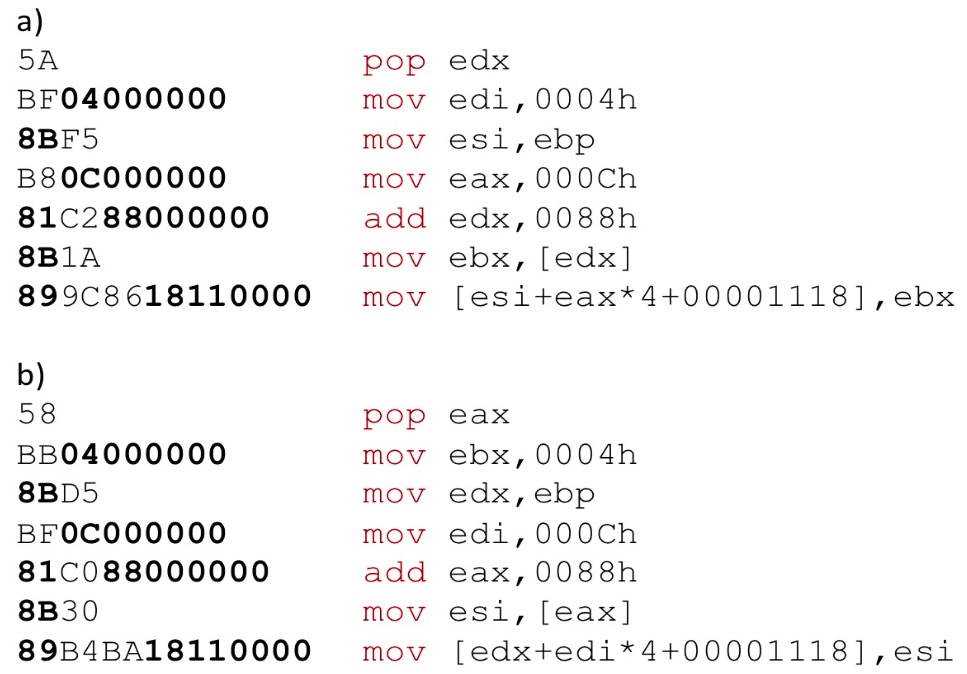 a)
5A pop edx
BF04000000 mov edi,0004h
8BF5 mov esi,ebp
B80C000000 mov eax,000Ch
81C288000000 add edx,0088h
8B1A mov ebx,[edx]
899C8618110000 mov [esi+eax*4+00001118],ebx
b)
58 pop eax
BB04000000 mov ebx,0004h
8BD5 mov edx,ebp
BF0C000000 mov edi,000Ch
81C088000000 add eax,0088h
8B30 mov esi,[eax]
89B4BA18110000 mov [edx+edi*4+00001118],esi